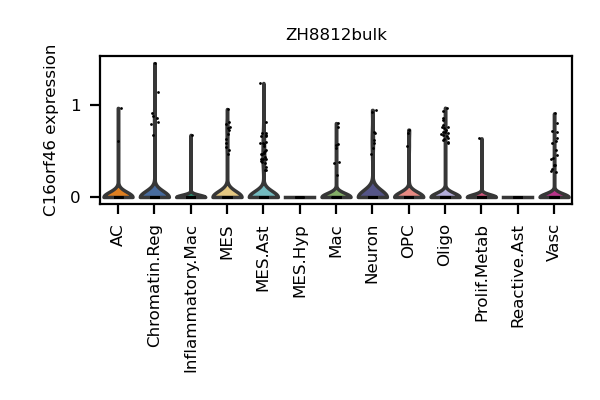 ZH8812bulk
C16orf46 expression
1
0
AC
Chromatin.Reg
Inflammatory.Mac
MES
MES.Ast
MES.Hyp
Mac
Neuron
OPC
Oligo
Prolif.Metab
Reactive.Ast
Vasc